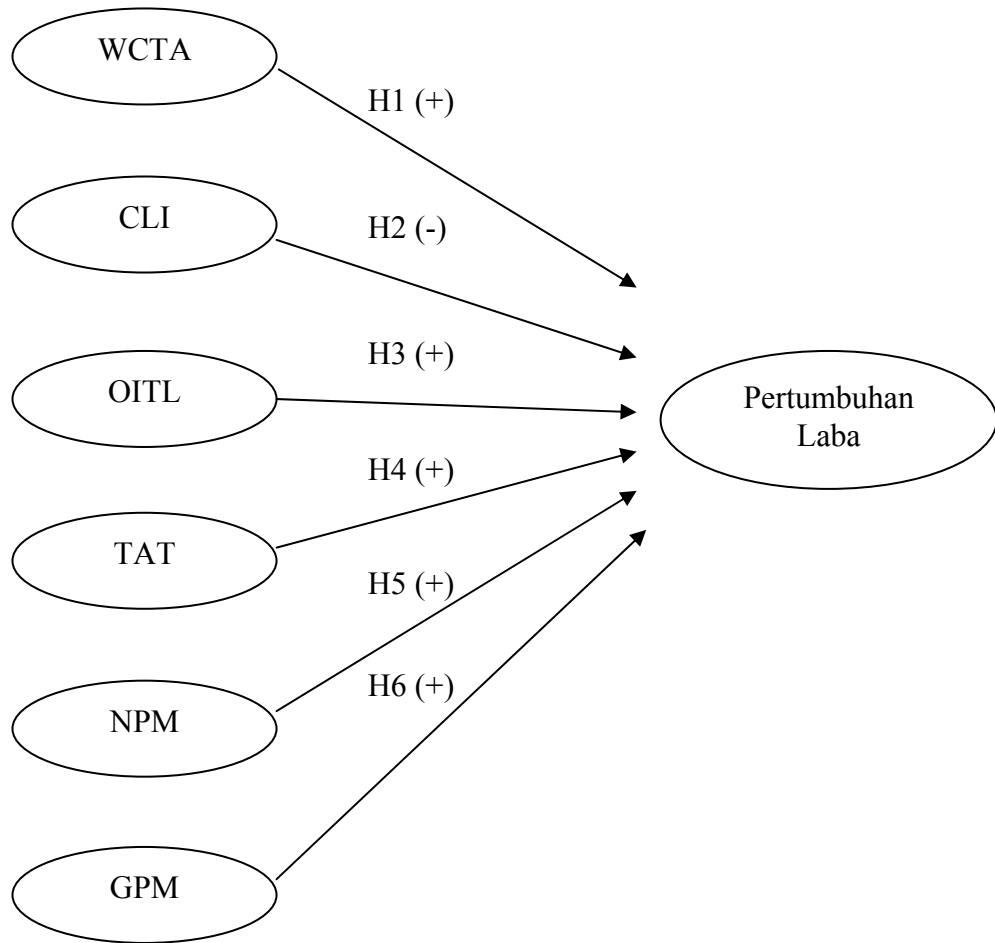 WCTA
H1 (+)
CLI
H2 (-)
H3 (+)
OITL
Pertumbuhan
Laba
H4 (+)
TAT
H5 (+)
H6 (+)
NPM
GPM